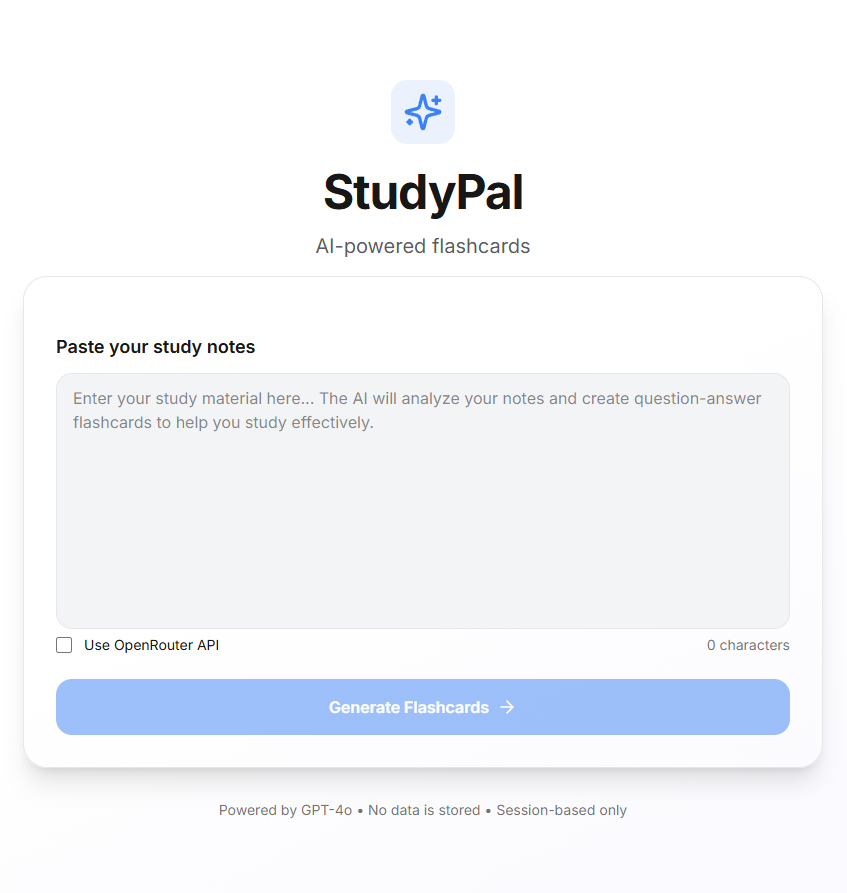 StudyPal
AI-powered flashcards
Paste your study notes
Enter your study material here... The AI will analyze your notes and create question-answer
flashcards to help you study effectively.
Use OpenRouter API
0 characters
Generate Flashcards →
Powered by GPT-4o • No data is stored • Session-based only